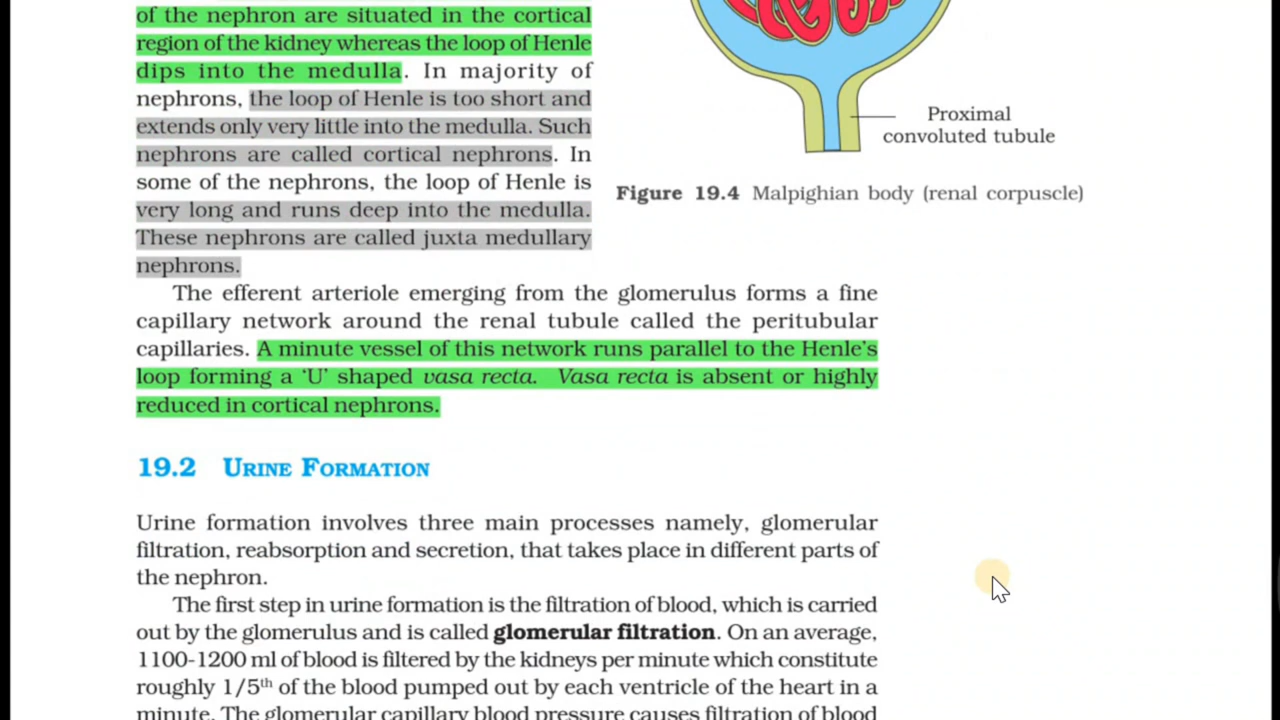 of the nephron are situated in the cortical
region of the kidney whereas the loop of Henle
dips into the medulla. In majority of
nephrons, the loop of Henle is too short and
extends only very little into the medulla. Such
nephrons are called cortical nephrons. In
some of the nephrons, the loop of Henle is
very long and runs deep into the medulla.
These nephrons are called juxta medullary
nephrons.
Proximal
convoluted tubule
Figure 19.4 Malpighian body (renal corpuscle)
The efferent arteriole emerging from the glomerulus forms a fine
capillary network around the renal tubule called the peritubular
capillaries. A minute vessel of this network runs parallel to the Henle's
loop forming a 'U' shaped vasa recta. Vasa recta is absent or highly
reduced in cortical nephrons.
19.2 URINE FORMATION
Urine formation involves three main processes namely, glomerular
filtration, reabsorption and secretion, that takes place in different parts of
the nephron.
The first step in urine formation is the filtration of blood, which is carried
out by the glomerulus and is called glomerular filtration. On an average,
1100-1200 ml of blood is filtered by the kidneys per minute which constitute
roughly 1/5th of the blood pumped out by each ventricle of the heart in a
minute. The glomerular capillary blood pressure causes filtration of blood